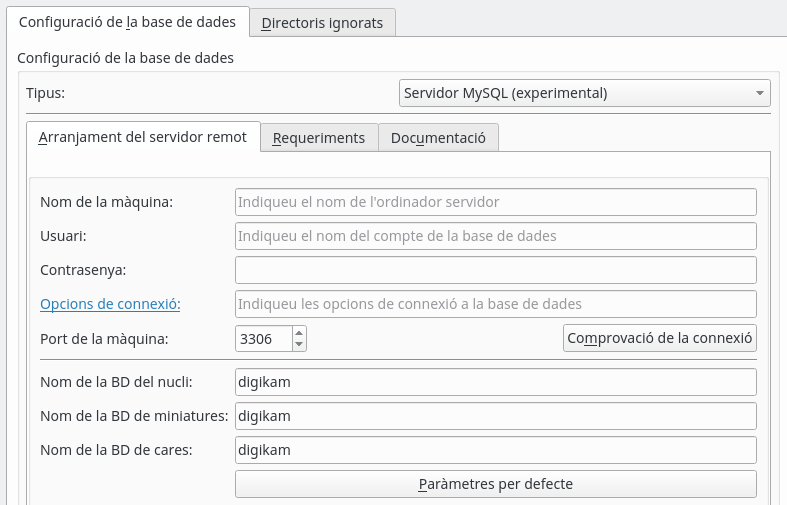 Configuració de la base de dades
Directoris ignorats
Configuració de la base de dades
Tipus: Servidor MySQL (experimental)
Arranjament del servidor remot
Requeriments
Documentació
Nom de la màquina: Indiqueu el nom de l'ordinador servidor
Usuari: Indiqueu el nom del compte de la base de dades
Contrasenya:
Opcions de connexió: Indiqueu les opcions de connexió a la base de dades
Port de la màquina: 3306 Comprovació de la connexió
Nom de la BD del nucli: digikam
Nom de la BD de miniatures: digikam
Nom de la BD de cares: digikam
Paràmetres per defecte